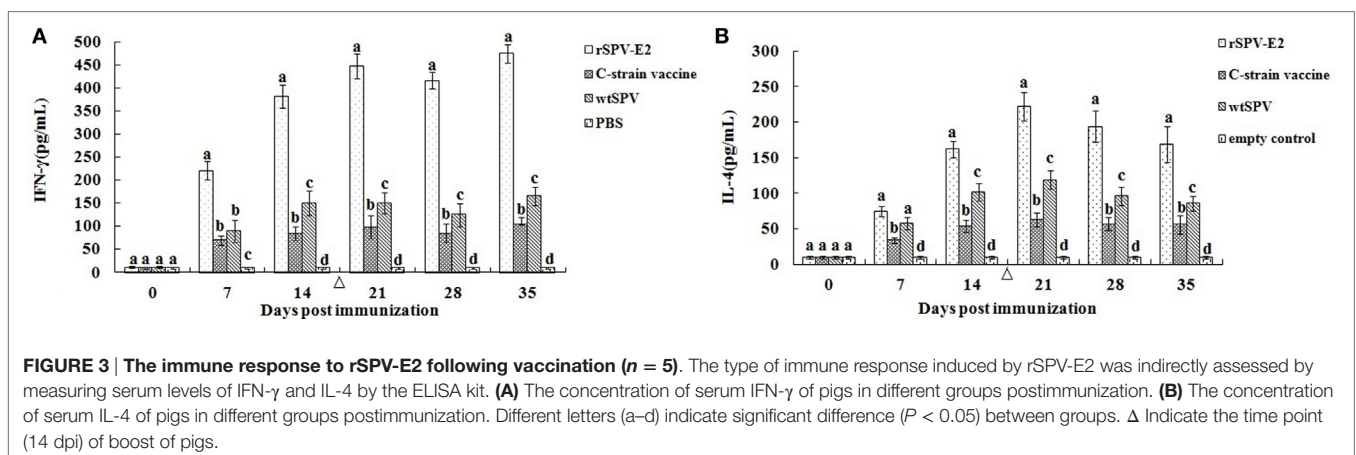 A
IFN-γ(pg/mL)
500
450
400
350
300
250
200
150
100
50
0
a a a a
a b b c
a b c d
a b c d
a b c d
a b c d
0 7 14 21 28 35
Δ
Days post immunization
rSPV-E2
C-strain vaccine
wtSPV
PBS
B
IL-4(pg/mL)
300
250
200
150
100
50
0
a a a a
a b a d
a b c d
a b c d
a b c d
a b c d
0 7 14 21 28 35
Δ
Days post immunization
rSPV-E2
C-strain vaccine
wtSPV
empty control
FIGURE 3 | The immune response to rSPV-E2 following vaccination (n = 5). The type of immune response induced by rSPV-E2 was indirectly assessed by
measuring serum levels of IFN-γ and IL-4 by the ELISA kit. (A) The concentration of serum IFN-γ of pigs in different groups postimmunization. (B) The concentration
of serum IL-4 of pigs in different groups postimmunization. Different letters (a–d) indicate significant difference (P < 0.05) between groups. Δ Indicate the time point
(14 dpi) of boost of pigs.